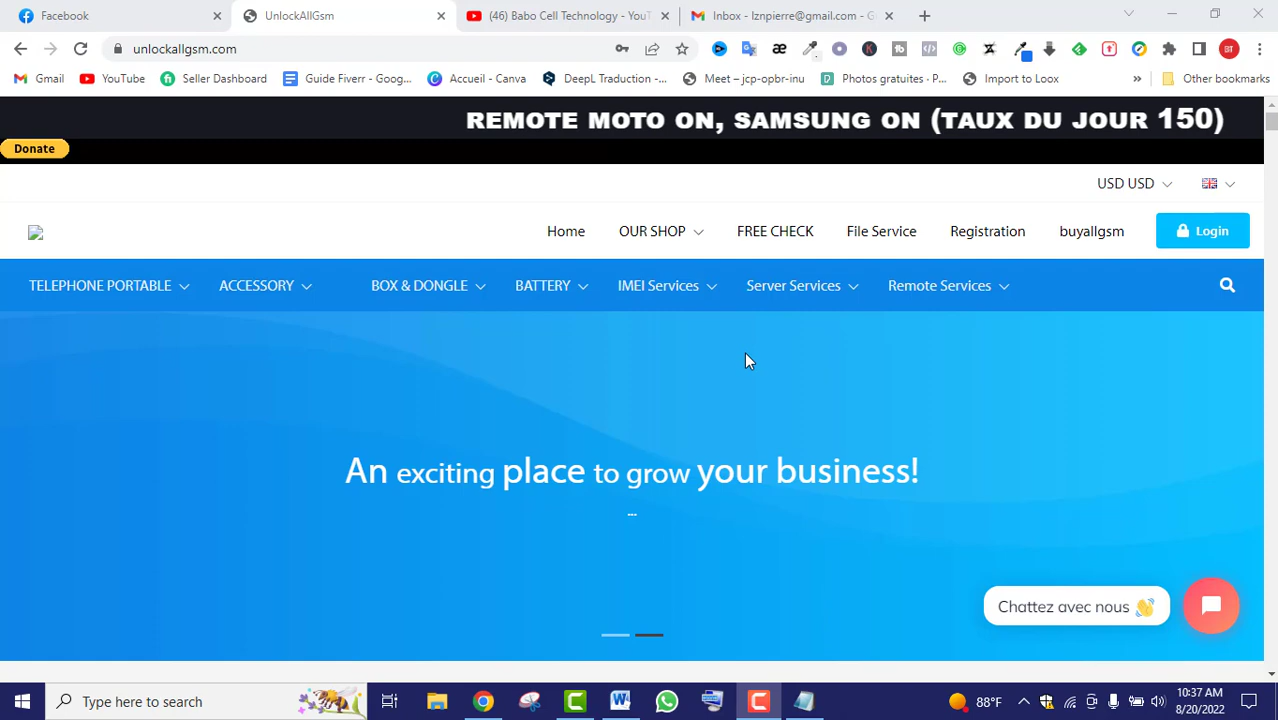 Facebook
UnlockAllGsm
(46) Babo Cell Technology - YouT
Inbox - lznpierre@gmail.com - G
unlockallgsm.com
Gmail
YouTube
Seller Dashboard
Guide Fiverr - Goog...
Accueil - Canva
DeepL Traduction -...
Meet – jcp-opbr-inu
Photos gratuites · P...
Import to Loox
Other bookmarks
REMOTE MOTO ON, SAMSUNG ON (TAUX DU JOUR 150)
Donate
USD USD
Home
OUR SHOP
FREE CHECK
File Service
Registration
buyallgsm
Login
TELEPHONE PORTABLE
ACCESSORY
BOX & DONGLE
BATTERY
IMEI Services
Server Services
Remote Services
An exciting place to grow your business!
...
Chattez avec nous 👋
Type here to search
88°F
10:37 AM
8/20/2022